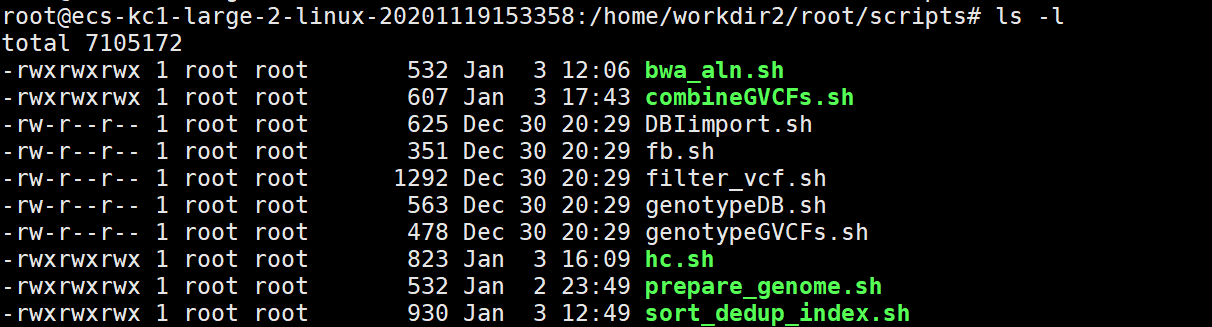 root@ecs-kc1-large-2-linux-20201119153358:/home/workdir2/root/scripts# ls -l
total 7105172
-rwxrwxrwx 1 root root       532 Jan  3 12:06 bwa_aln.sh
-rwxrwxrwx 1 root root       607 Jan  3 17:43 combineGVCFs.sh
-rw-r--r-- 1 root root       625 Dec 30 20:29 DBIimport.sh
-rw-r--r-- 1 root root       351 Dec 30 20:29 fb.sh
-rw-r--r-- 1 root root      1292 Dec 30 20:29 filter_vcf.sh
-rw-r--r-- 1 root root       563 Dec 30 20:29 genotypeDB.sh
-rw-r--r-- 1 root root       478 Dec 30 20:29 genotypeGVCFs.sh
-rwxrwxrwx 1 root root       823 Jan  3 16:09 hc.sh
-rwxrwxrwx 1 root root       532 Jan  2 23:49 prepare_genome.sh
-rwxrwxrwx 1 root root       930 Jan  3 12:49 sort_dedup_index.sh